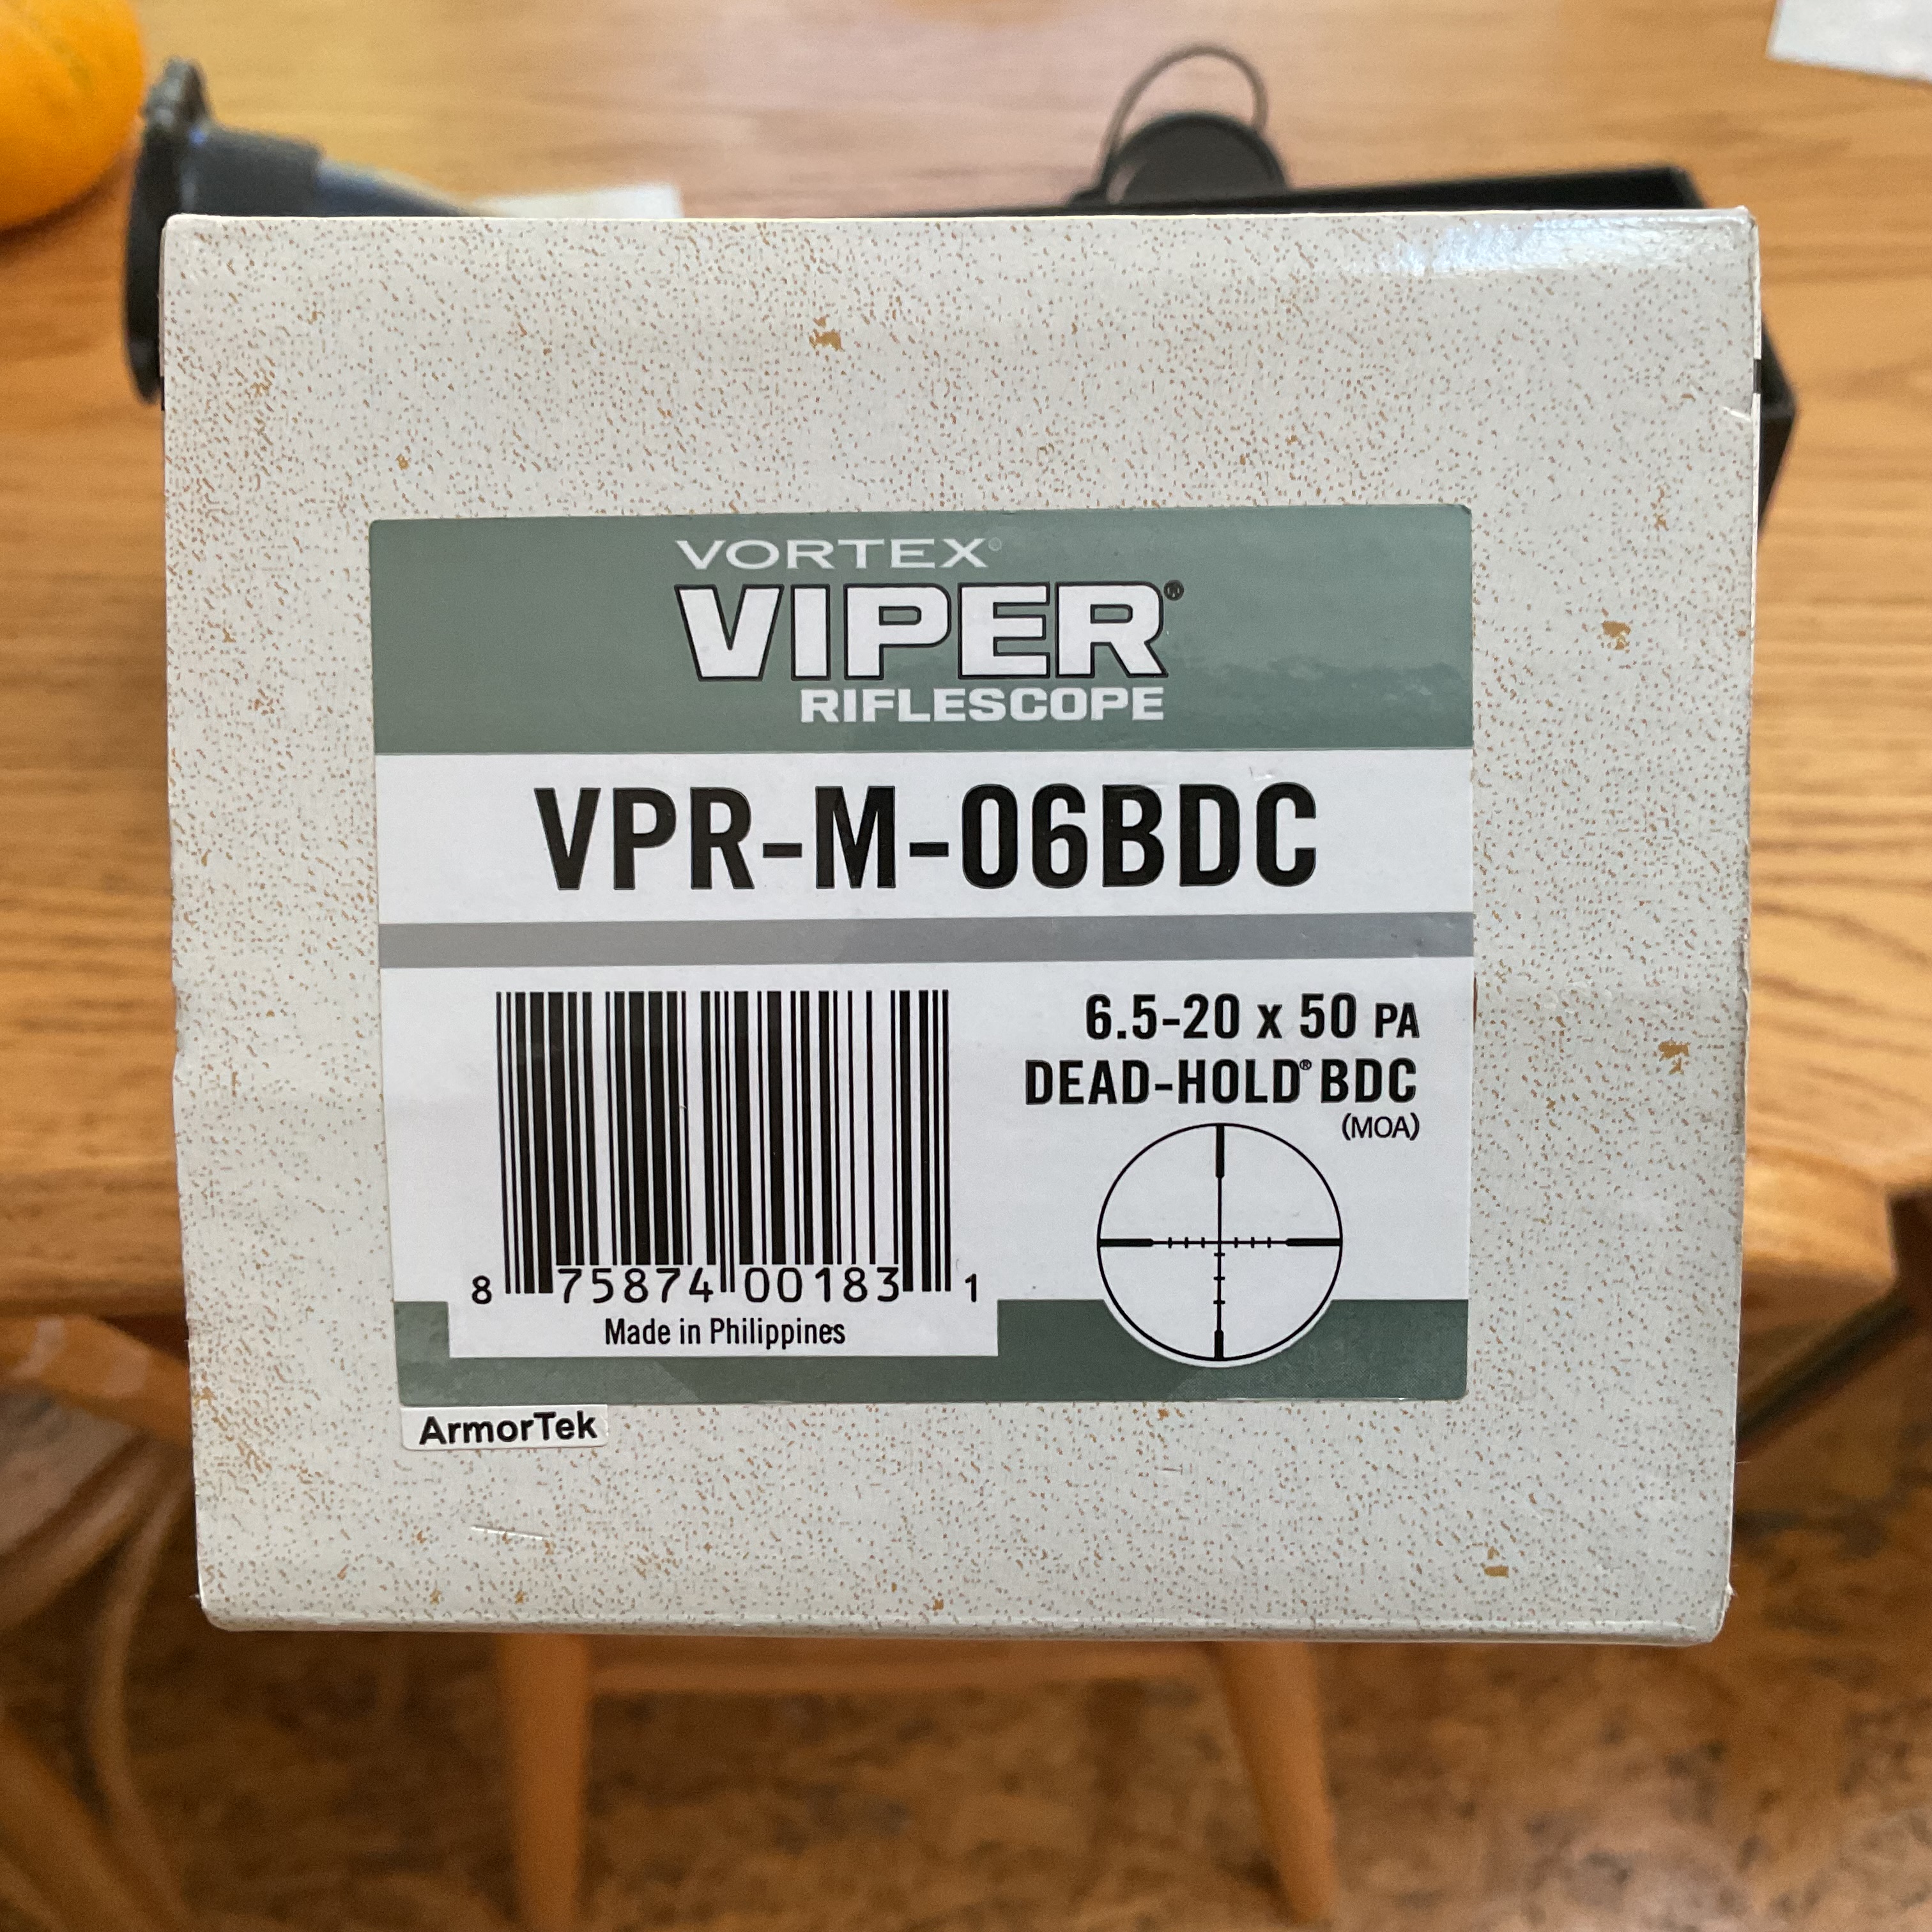 VORTEX®
VIPER®
RIFLESCOPE
VPR-M-06BDC
6.5-20 x 50 PA
DEAD-HOLD® BDC
(MOA)
8 75874 00183 1
Made in Philippines
ArmorTek